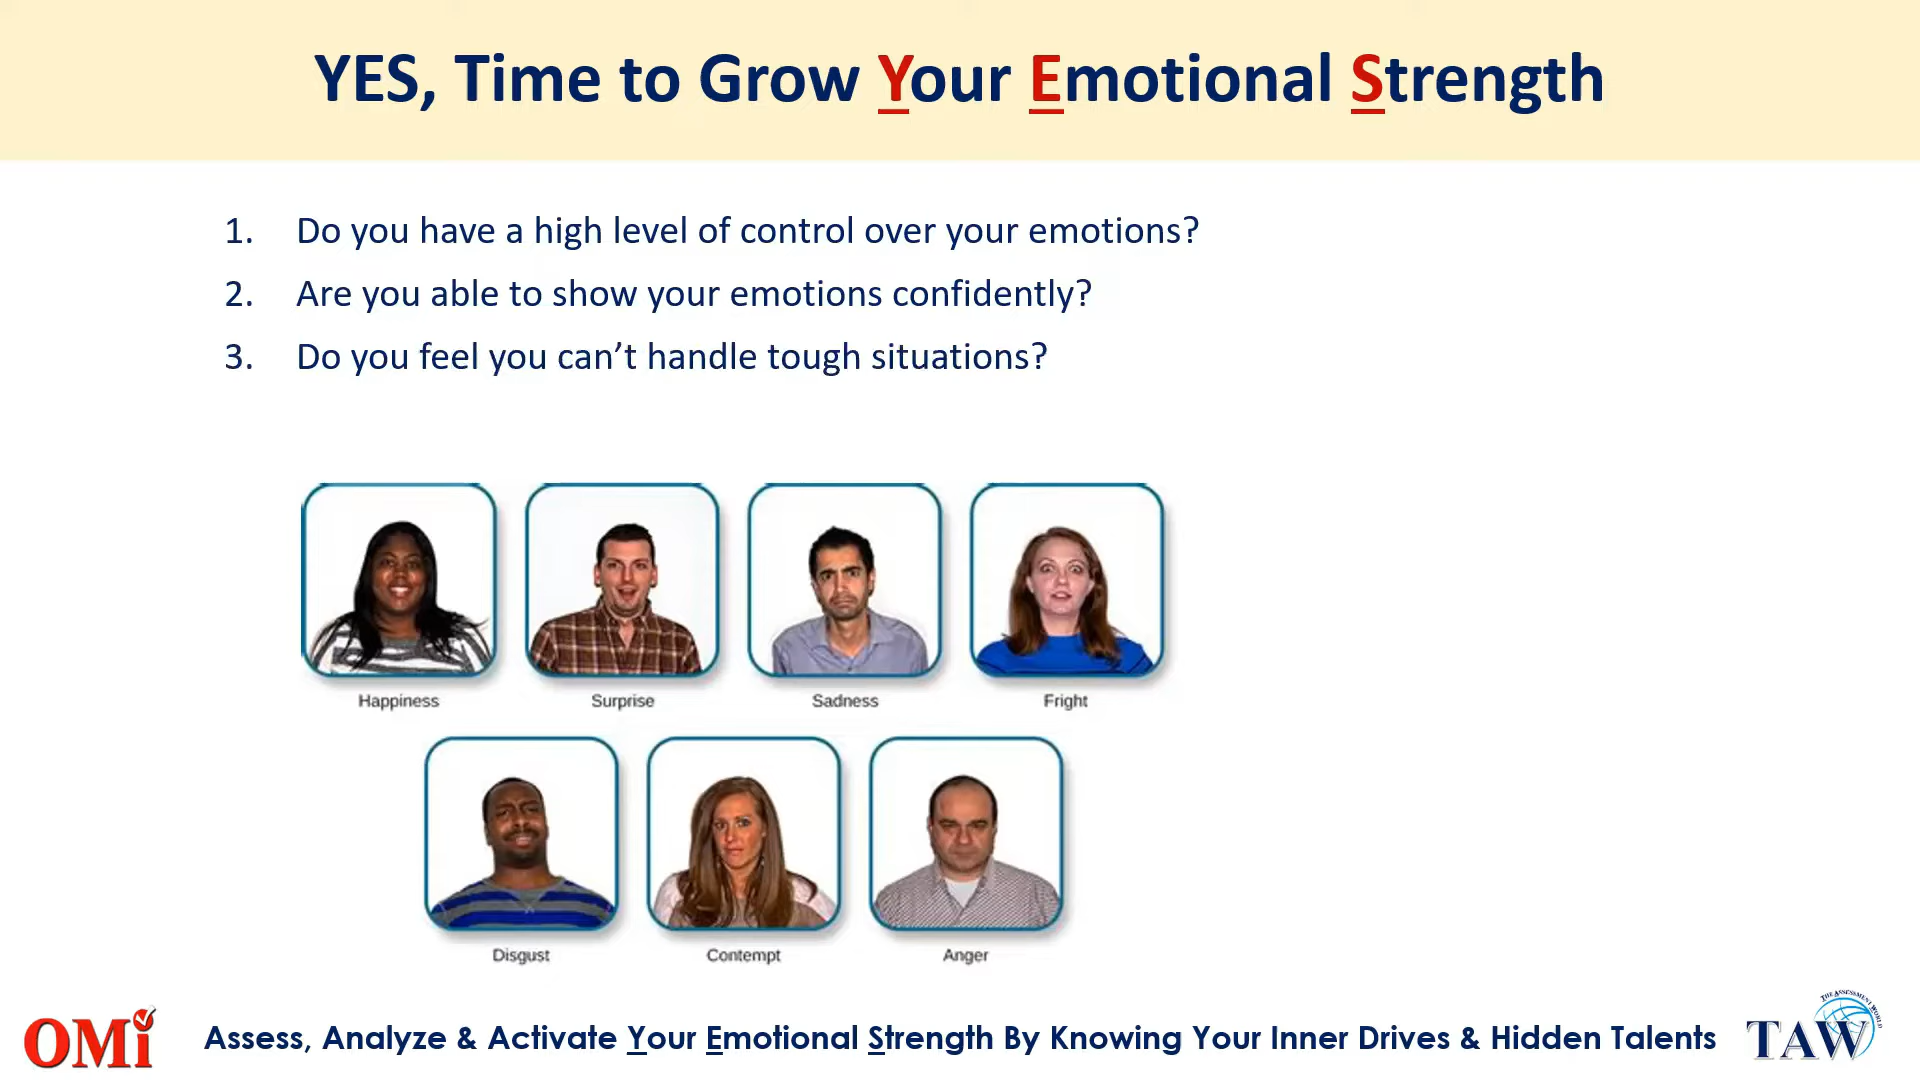 YES, Time to Grow Your Emotional Strength
1. Do you have a high level of control over your emotions?
2. Are you able to show your emotions confidently?
3. Do you feel you can’t handle tough situations?
Happiness Surprise Sadness Fright
Disgust Contempt Anger
OMi
Assess, Analyze & Activate Your Emotional Strength By Knowing Your Inner Drives & Hidden Talents
THE ASSESSMENT WORLD
TAW